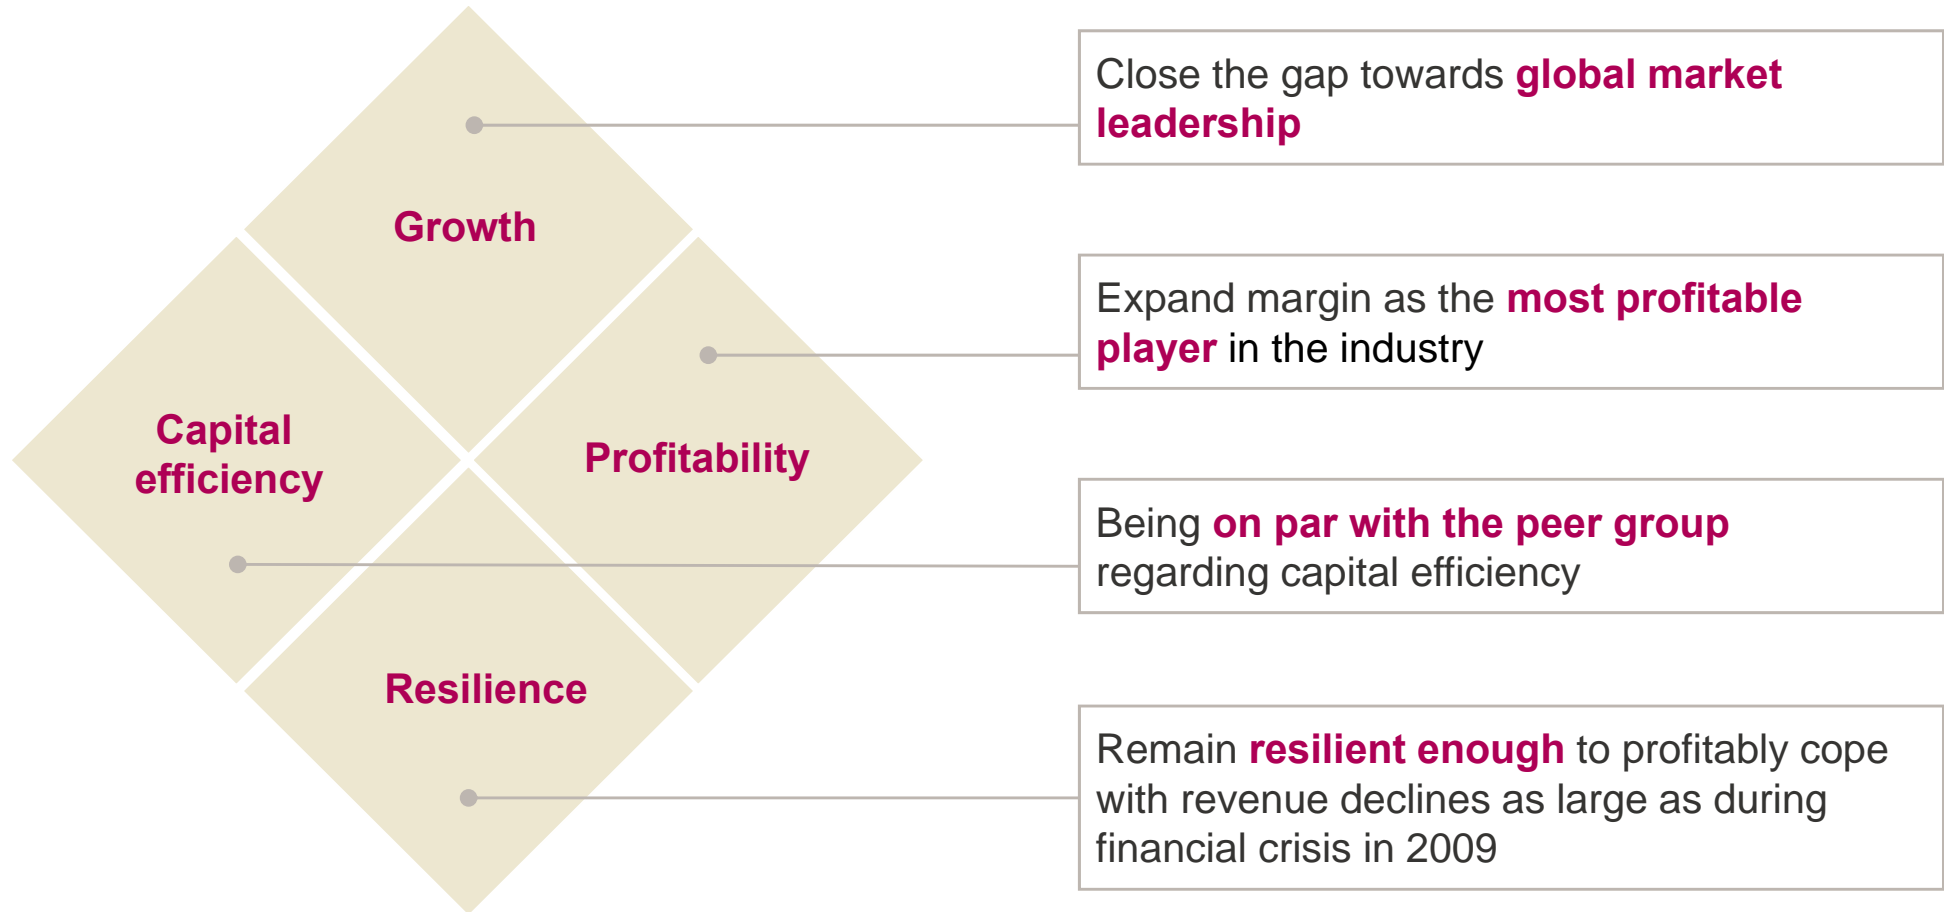 Growth
Capital
efficiency
Profitability
Resilience
Close the gap towards global market
leadership
Expand margin as the most profitable
player in the industry
Being on par with the peer group
regarding capital efficiency
Remain resilient enough to profitably cope
with revenue declines as large as during
financial crisis in 2009